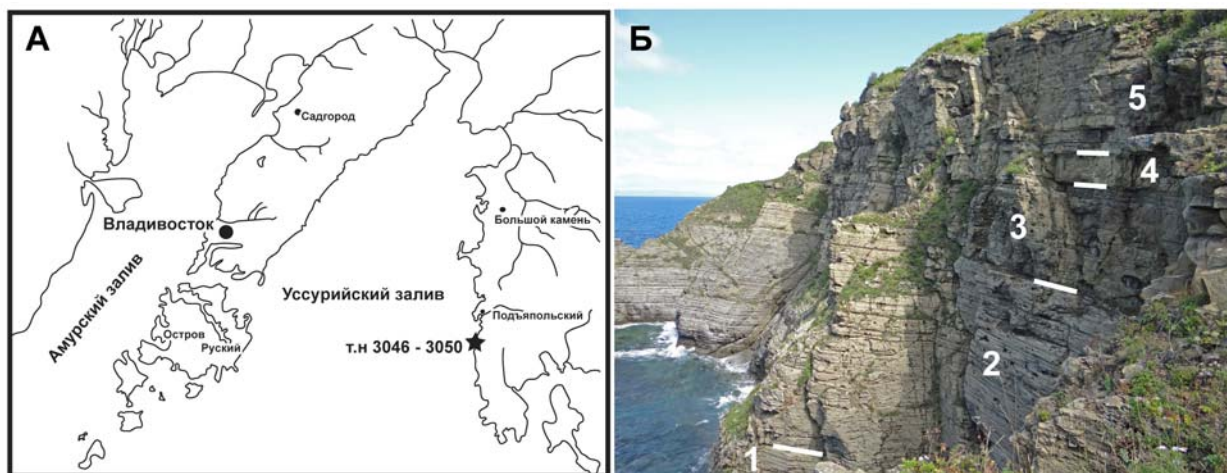 А
Садгород
Владивосток
Большой камень
Амурский залив
Уссурийский залив
Подъяпольский
Остров
Руский
т.н 3046 - 3050
Б
5
4
3
2
1